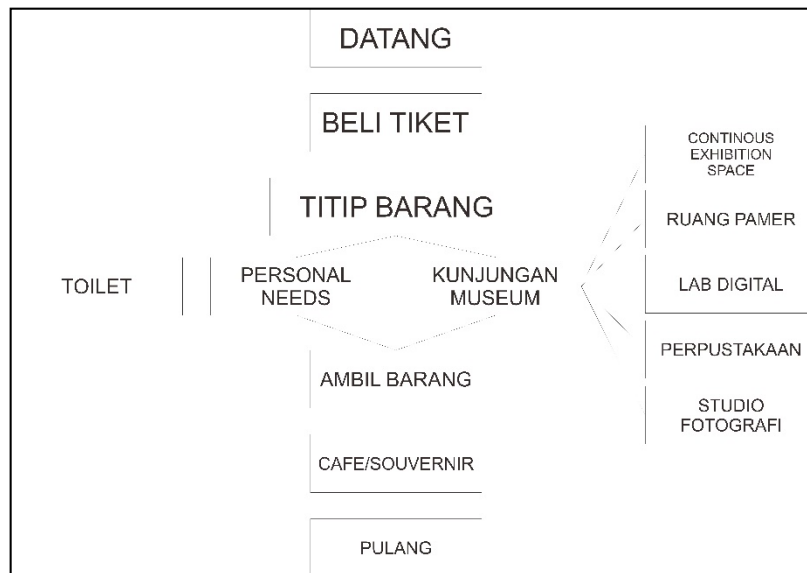 DATANG
BELI TIKET
TITIP BARANG
TOILET
PERSONAL
NEEDS
KUNJUNGAN
MUSEUM
AMBIL BARANG
CAFE/SOUVERNIR
PULANG
CONTINOUS
EXHIBITION
SPACE
RUANG PAMER
LAB DIGITAL
PERPUSTAKAAN
STUDIO
FOTOGRAFI